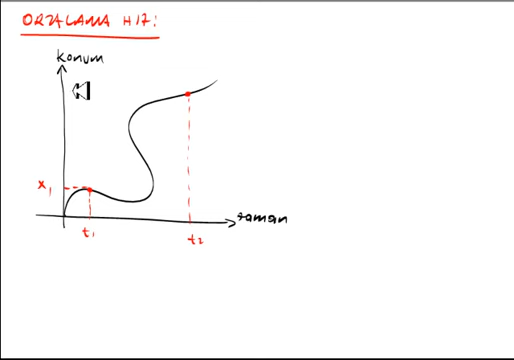 ORTALAMA HIZ:
konum
x₁
zaman
t₁
t₂